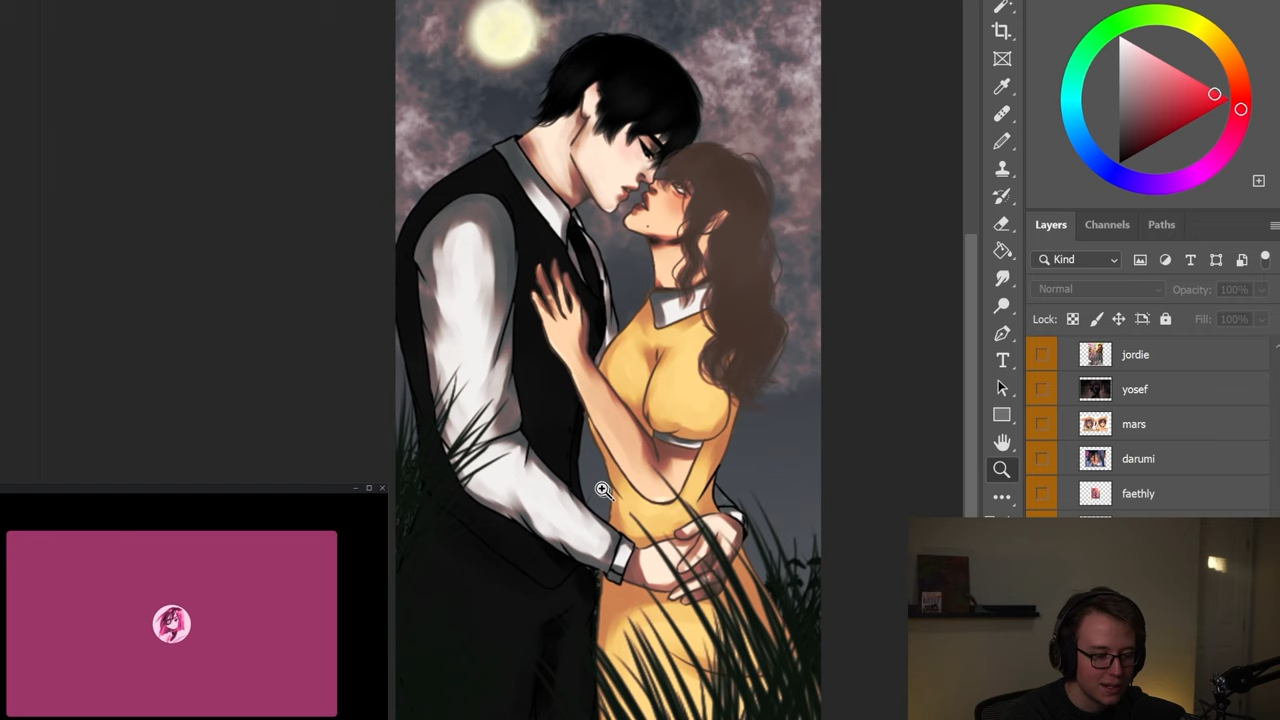 Layers Channels Paths
Kind
Normal Opacity: 100%
Lock: Fill: 100%
jordie
yosef
mars
darumi
faethly